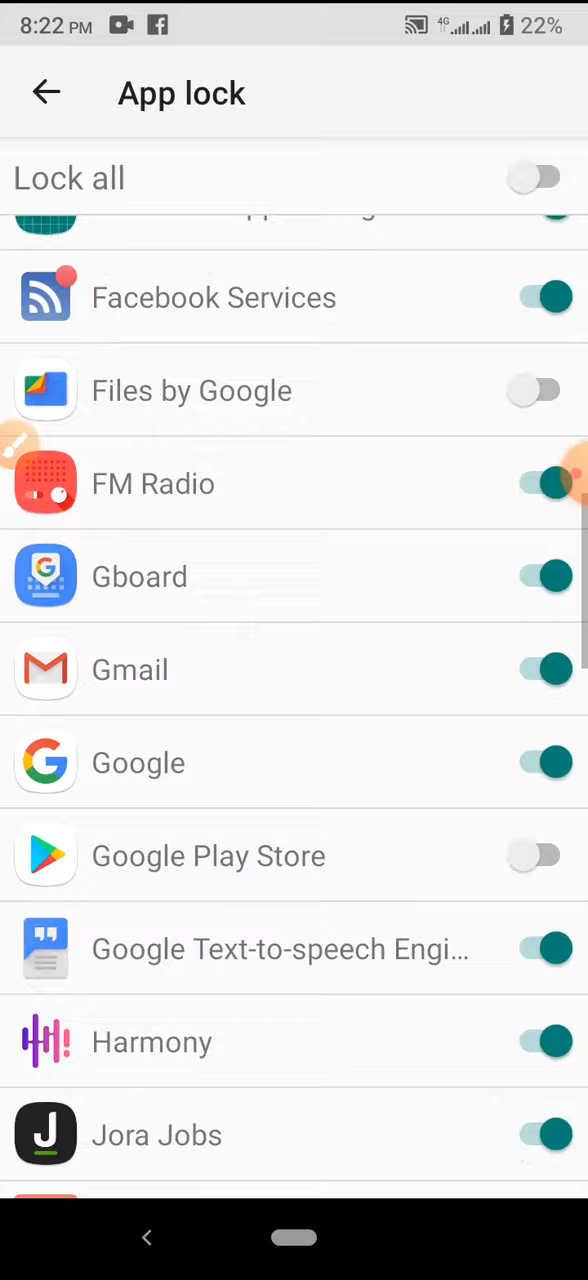 8:22 PM 4G 22%
App lock
Lock all
Facebook Services
Files by Google
FM Radio
Gboard
Gmail
Google
Google Play Store
Google Text-to-speech Engi...
Harmony
Jora Jobs